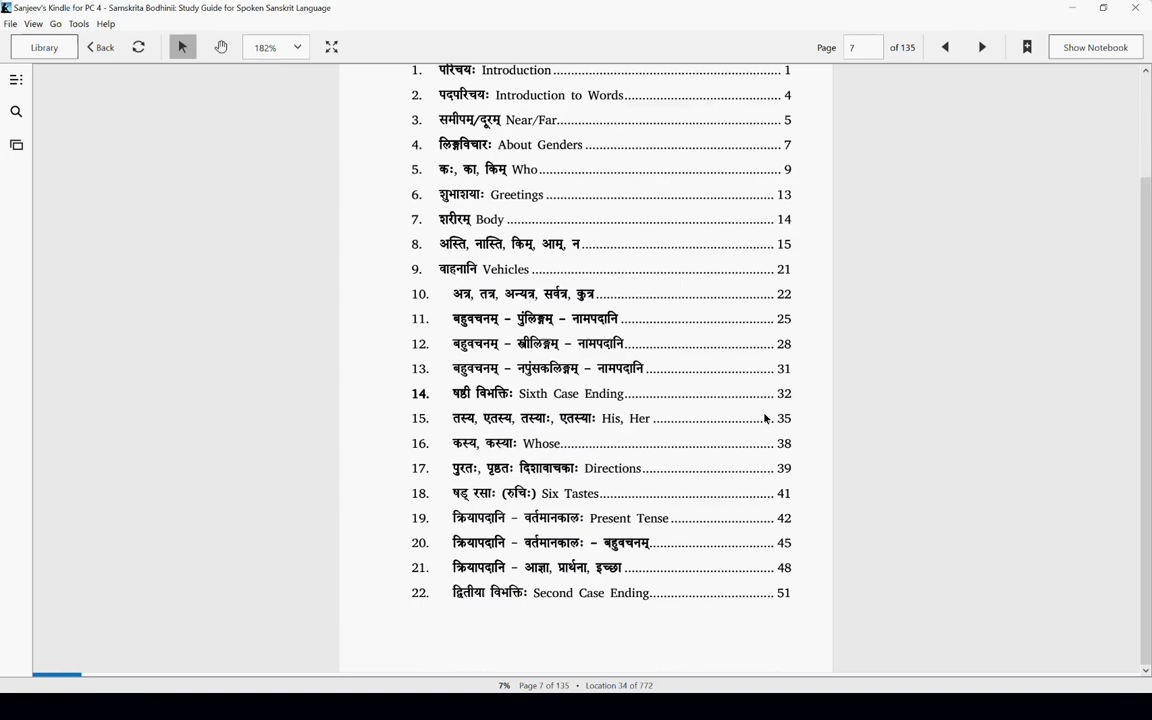 Sanjeev's Kindle for PC 4 - Samskrita Bodhinii: Study Guide for Spoken Sanskrit Language
File View Go Tools Help
Library Back 182% Page 7 of 135 Show Notebook
1. परिचयः Introduction........................................................................ 1
2. पदपरिचयः Introduction to Words................................................. 4
3. समीपम्/दूरम् Near/Far..................................................................... 5
4. लिङ्गविचारः About Genders ............................................................. 7
5. कः, का, किम् Who.......................................................................... 9
6. शुभाशयाः Greetings ....................................................................... 13
7. शरीरम् Body ................................................................................... 14
8. अस्ति, नास्ति, किम्, आम्, न............................................................ 15
9. वाहनानि Vehicles ........................................................................... 21
10. अत्र, तत्र, अन्यत्र, सर्वत्र, कुत्र....................................................... 22
11. बहुवचनम् – पुंलिङ्गम् – नामपदानि ................................................ 25
12. बहुवचनम् – स्त्रीलिङ्गम् – नामपदानि............................................... 28
13. बहुवचनम् – नपुंसकलिङ्गम् – नामपदानि ........................................ 31
14. षष्ठी विभक्तिः Sixth Case Ending.............................................. 32
15. तस्य, एतस्य, तस्याः, एतस्याः His, Her ..................................... 35
16. कस्य, कस्याः Whose................................................................. 38
17. पुरतः, पृष्ठतः दिशावाचकाः Directions......................................... 39
18. षड् रसाः (रुचिः) Six Tastes...................................................... 41
19. क्रियापदानि – वर्तमानकालः Present Tense ................................ 42
20. क्रियापदानि – वर्तमानकालः – बहुवचनम्...................................... 45
21. क्रियापदानि – आज्ञा, प्रार्थना, इच्छा .............................................. 48
22. द्वितीया विभक्तिः Second Case Ending....................................... 51
7% Page 7 of 135 • Location 34 of 772